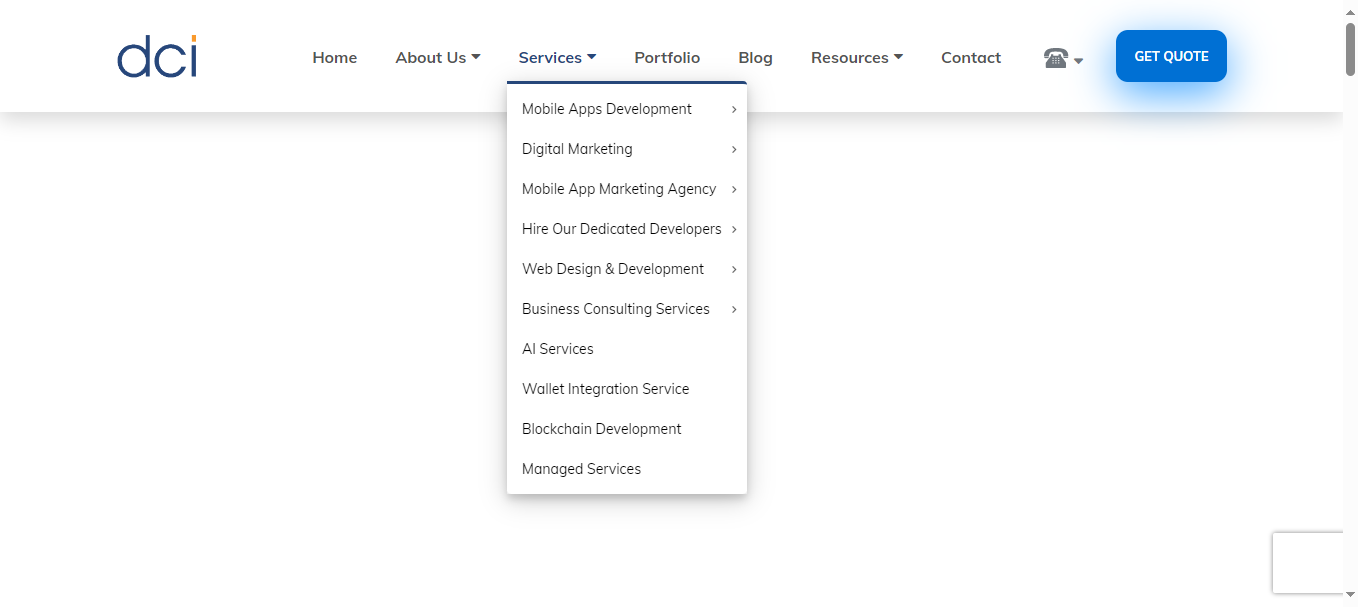 dci
Home About Us Services Portfolio Blog Resources Contact GET QUOTE
Mobile Apps Development
Digital Marketing
Mobile App Marketing Agency
Hire Our Dedicated Developers
Web Design & Development
Business Consulting Services
AI Services
Wallet Integration Service
Blockchain Development
Managed Services